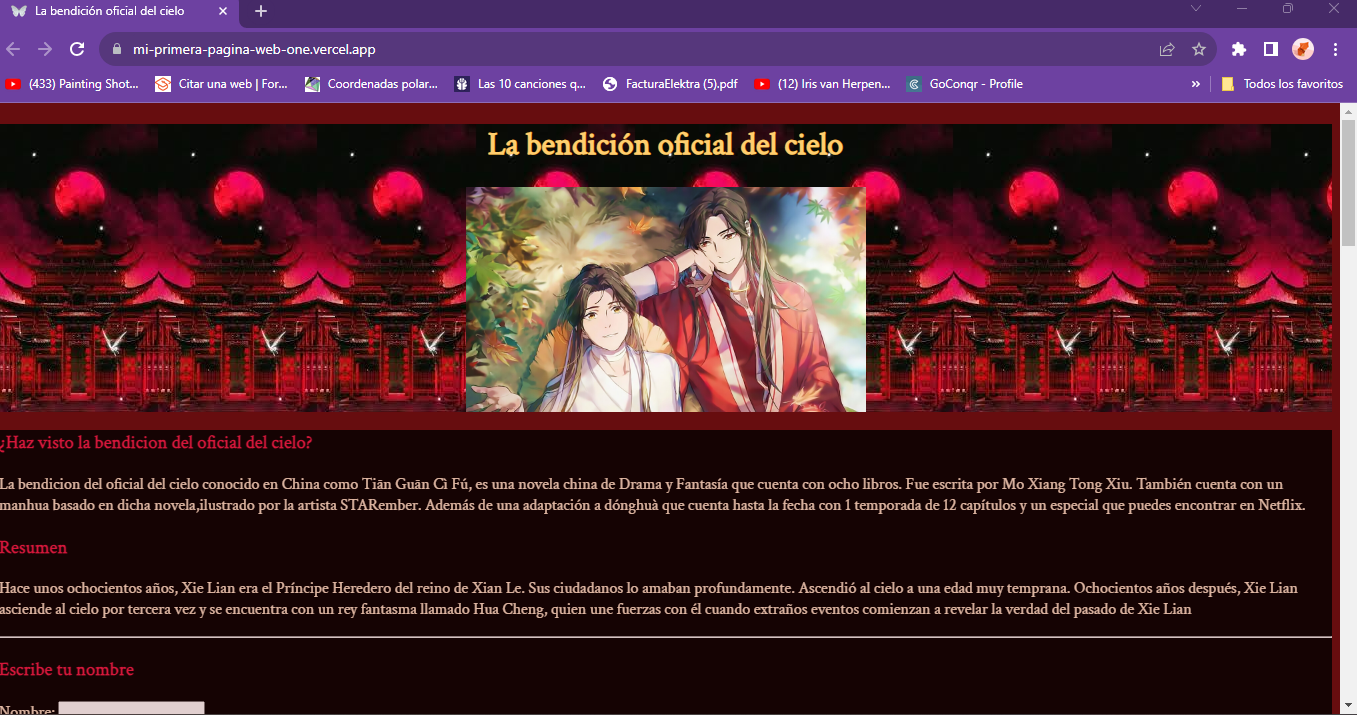 La bendición oficial del cielo
mi-primera-pagina-web-one.vercel.app
(433) Painting Shot...
Citar una web | For...
Coordenadas polar...
Las 10 canciones q...
FacturaElektra (5).pdf
(12) Iris van Herpen...
GoConqr - Profile
»
Todos los favoritos
La bendición oficial del cielo
¿Haz visto la bendicion del oficial del cielo?
La bendicion del oficial del cielo conocido en China como Tiān Guān Cì Fú, es una novela china de Drama y Fantasía que cuenta con ocho libros. Fue escrita por Mo Xiang Tong Xiu. También cuenta con un
manhua basado en dicha novela,ilustrado por la artista STARember. Además de una adaptación a dónghuà que cuenta hasta la fecha con 1 temporada de 12 capítulos y un especial que puedes encontrar en Netflix.
Resumen
Hace unos ochocientos años, Xie Lian era el Príncipe Heredero del reino de Xian Le. Sus ciudadanos lo amaban profundamente. Ascendió al cielo a una edad muy temprana. Ochocientos años después, Xie Lian
asciende al cielo por tercera vez y se encuentra con un rey fantasma llamado Hua Cheng, quien une fuerzas con él cuando extraños eventos comienzan a revelar la verdad del pasado de Xie Lian
Escribe tu nombre
Nombre: